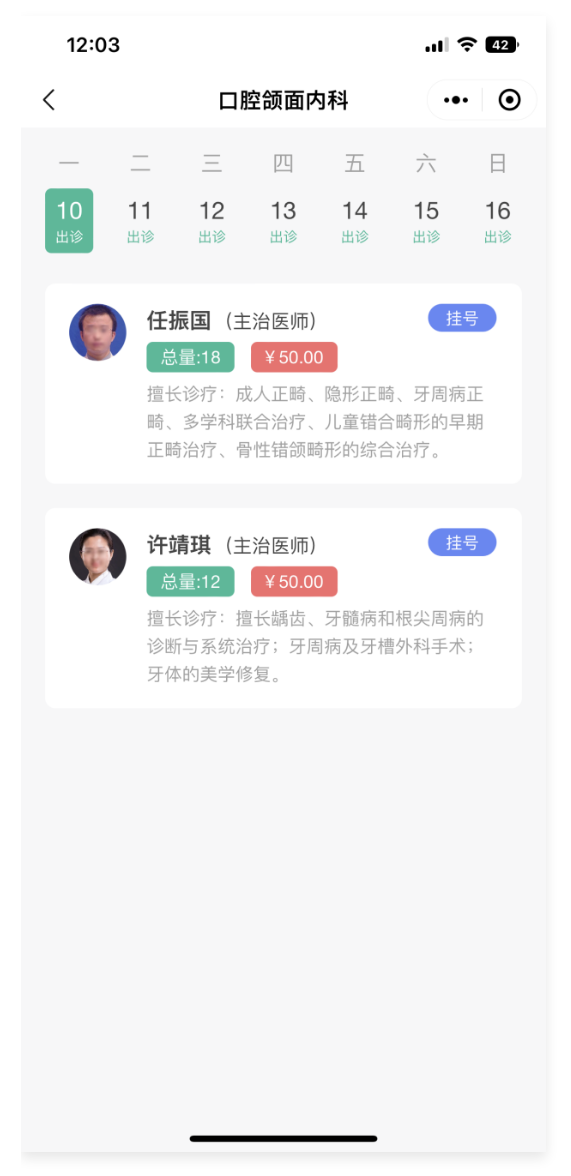 12:03
42
口腔颌面内科
一 二 三 四 五 六 日
10 11 12 13 14 15 16
出诊 出诊 出诊 出诊 出诊 出诊 出诊
任振国（主治医师） 挂号
总量:18 ￥50.00
擅长诊疗：成人正畸、隐形正畸、牙周病正
畸、多学科联合治疗、儿童错合畸形的早期
正畸治疗、骨性错颌畸形的综合治疗。
许靖琪（主治医师） 挂号
总量:12 ￥50.00
擅长诊疗：擅长龋齿、牙髓病和根尖周病的
诊断与系统治疗；牙周病及牙槽外科手术；
牙体的美学修复。